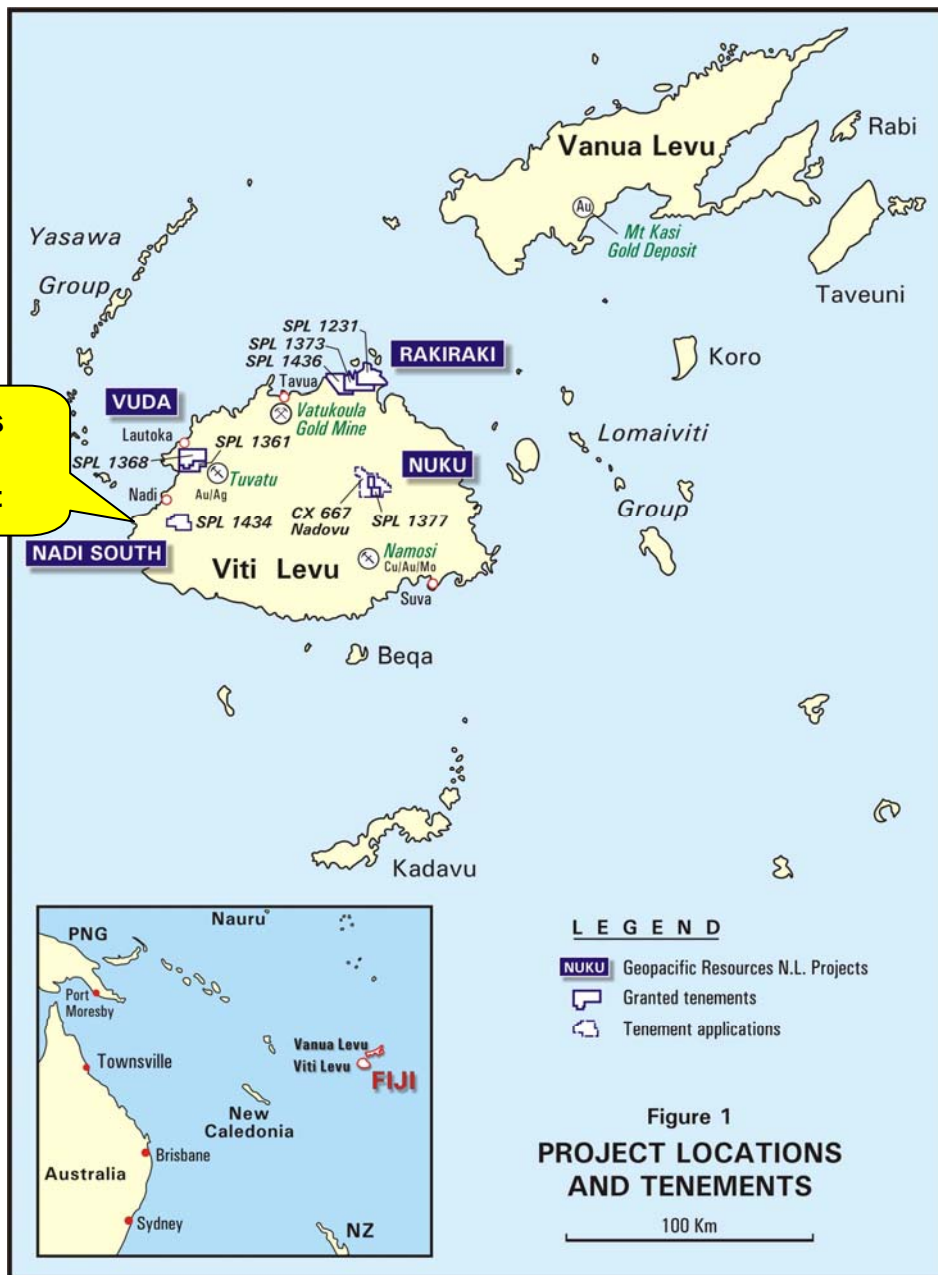 Vanua Levu
Rabi
Au
Mt Kasi
Gold Deposit
Taveuni
Yasawa
Group
SPL 1231
SPL 1373
SPL 1436
RAKIRAKI
Koro
Tavua
Vatukoula
Gold Mine
VUDA
Lautoka
SPL 1361
SPL 1368
Tuvatu
Au/Ag
NUKU
Lomaiviti
Group
Nadi
SPL 1434
CX 667
Nadovu
SPL 1377
NADI SOUTH
Viti Levu
Namosi
Cu/Au/Mo
Suva
Beqa
Kadavu
Nauru
PNG
Port
Moresby
Townsville
Vanua Levu
Viti Levu
FIJI
New
Caledonia
Brisbane
Australia
Sydney
NZ
LEGEND
NUKU Geopacific Resources N.L. Projects
Granted tenements
Tenement applications
Figure 1
PROJECT LOCATIONS
AND TENEMENTS
100 Km